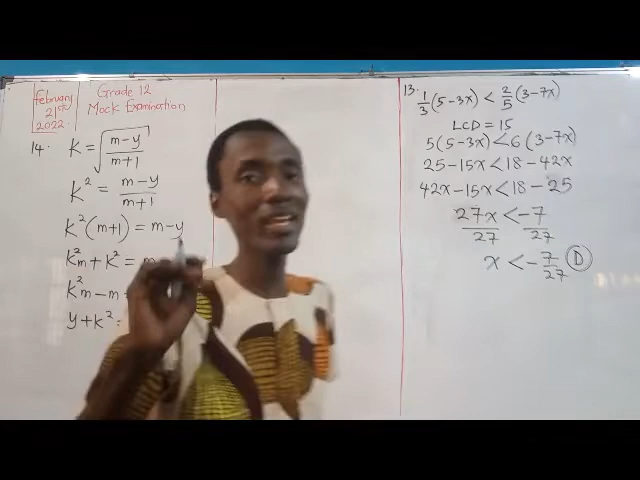 February
21st
2022
Grade 12
Mock Examination
14. K = √(m-y/m+1)
K² = m-y/m+1
K²(m+1) = m-y
K²m + K² =
K²m - m
y + K² =
13. 1/3(5-3x) < 2/5(3-7x)
LCD = 15
5(5-3x) < 6(3-7x)
25-15x < 18-42x
42x-15x < 18-25
27x/27 < -7/27
x < -7/27 D